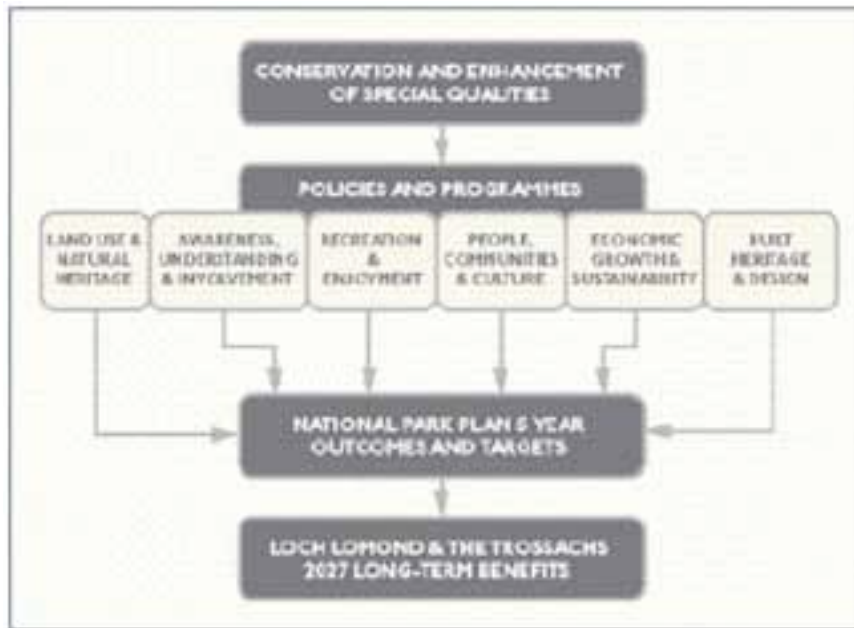 CONSERVATION AND ENHANCEMENT
OF SPECIAL QUALITIES
POLICIES AND PROGRAMMES
LAND USE &
NATURAL
HERITAGE
AWARENESS,
UNDERSTANDING
& INVOLVEMENT
RECREATION
&
ENJOYMENT
PEOPLE,
COMMUNITIES
& CULTURE
ECONOMIC
GROWTH &
SUSTAINABILITY
BUILT
HERITAGE
& DESIGN
NATIONAL PARK PLAN 5 YEAR
OUTCOMES AND TARGETS
LOCH LOMOND & THE TROSSACHS
2027 LONG-TERM BENEFITS